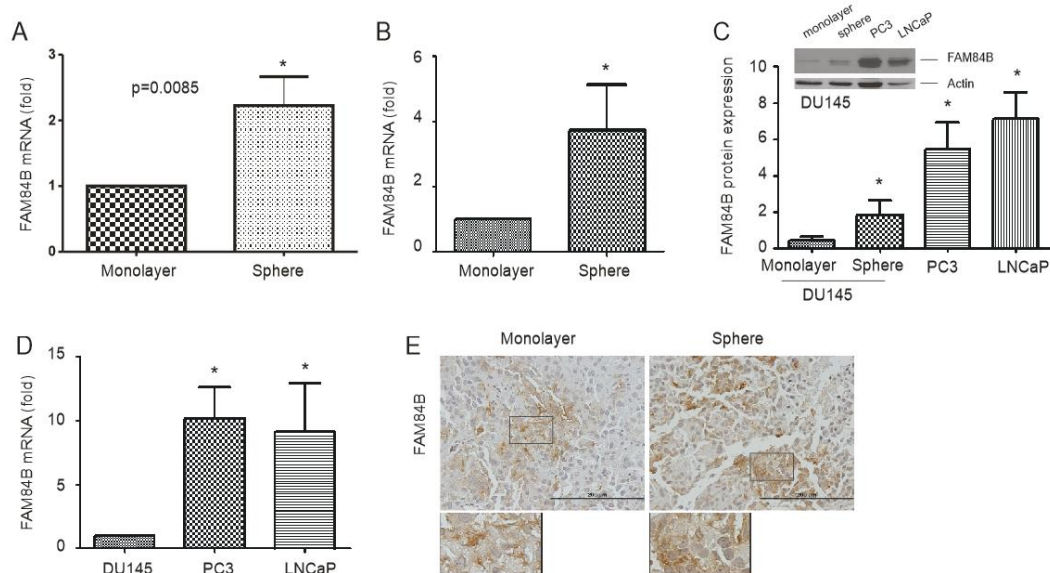 A
FAM84B mRNA (fold)
3
2
1
0
p=0.0085
*
Monolayer
Sphere
B
FAM84B mRNA (fold)
6
4
2
0
*
Monolayer
Sphere
C
monolayer
sphere
PC3
LNCaP
FAM84B
Actin
DU145
FAM84B protein expression
10
8
6
4
2
0
*
*
*
Monolayer
Sphere
PC3
LNCaP
DU145
D
FAM84B mRNA (fold)
15
10
5
0
*
*
DU145
PC3
LNCaP
E
Monolayer
Sphere
FAM84B